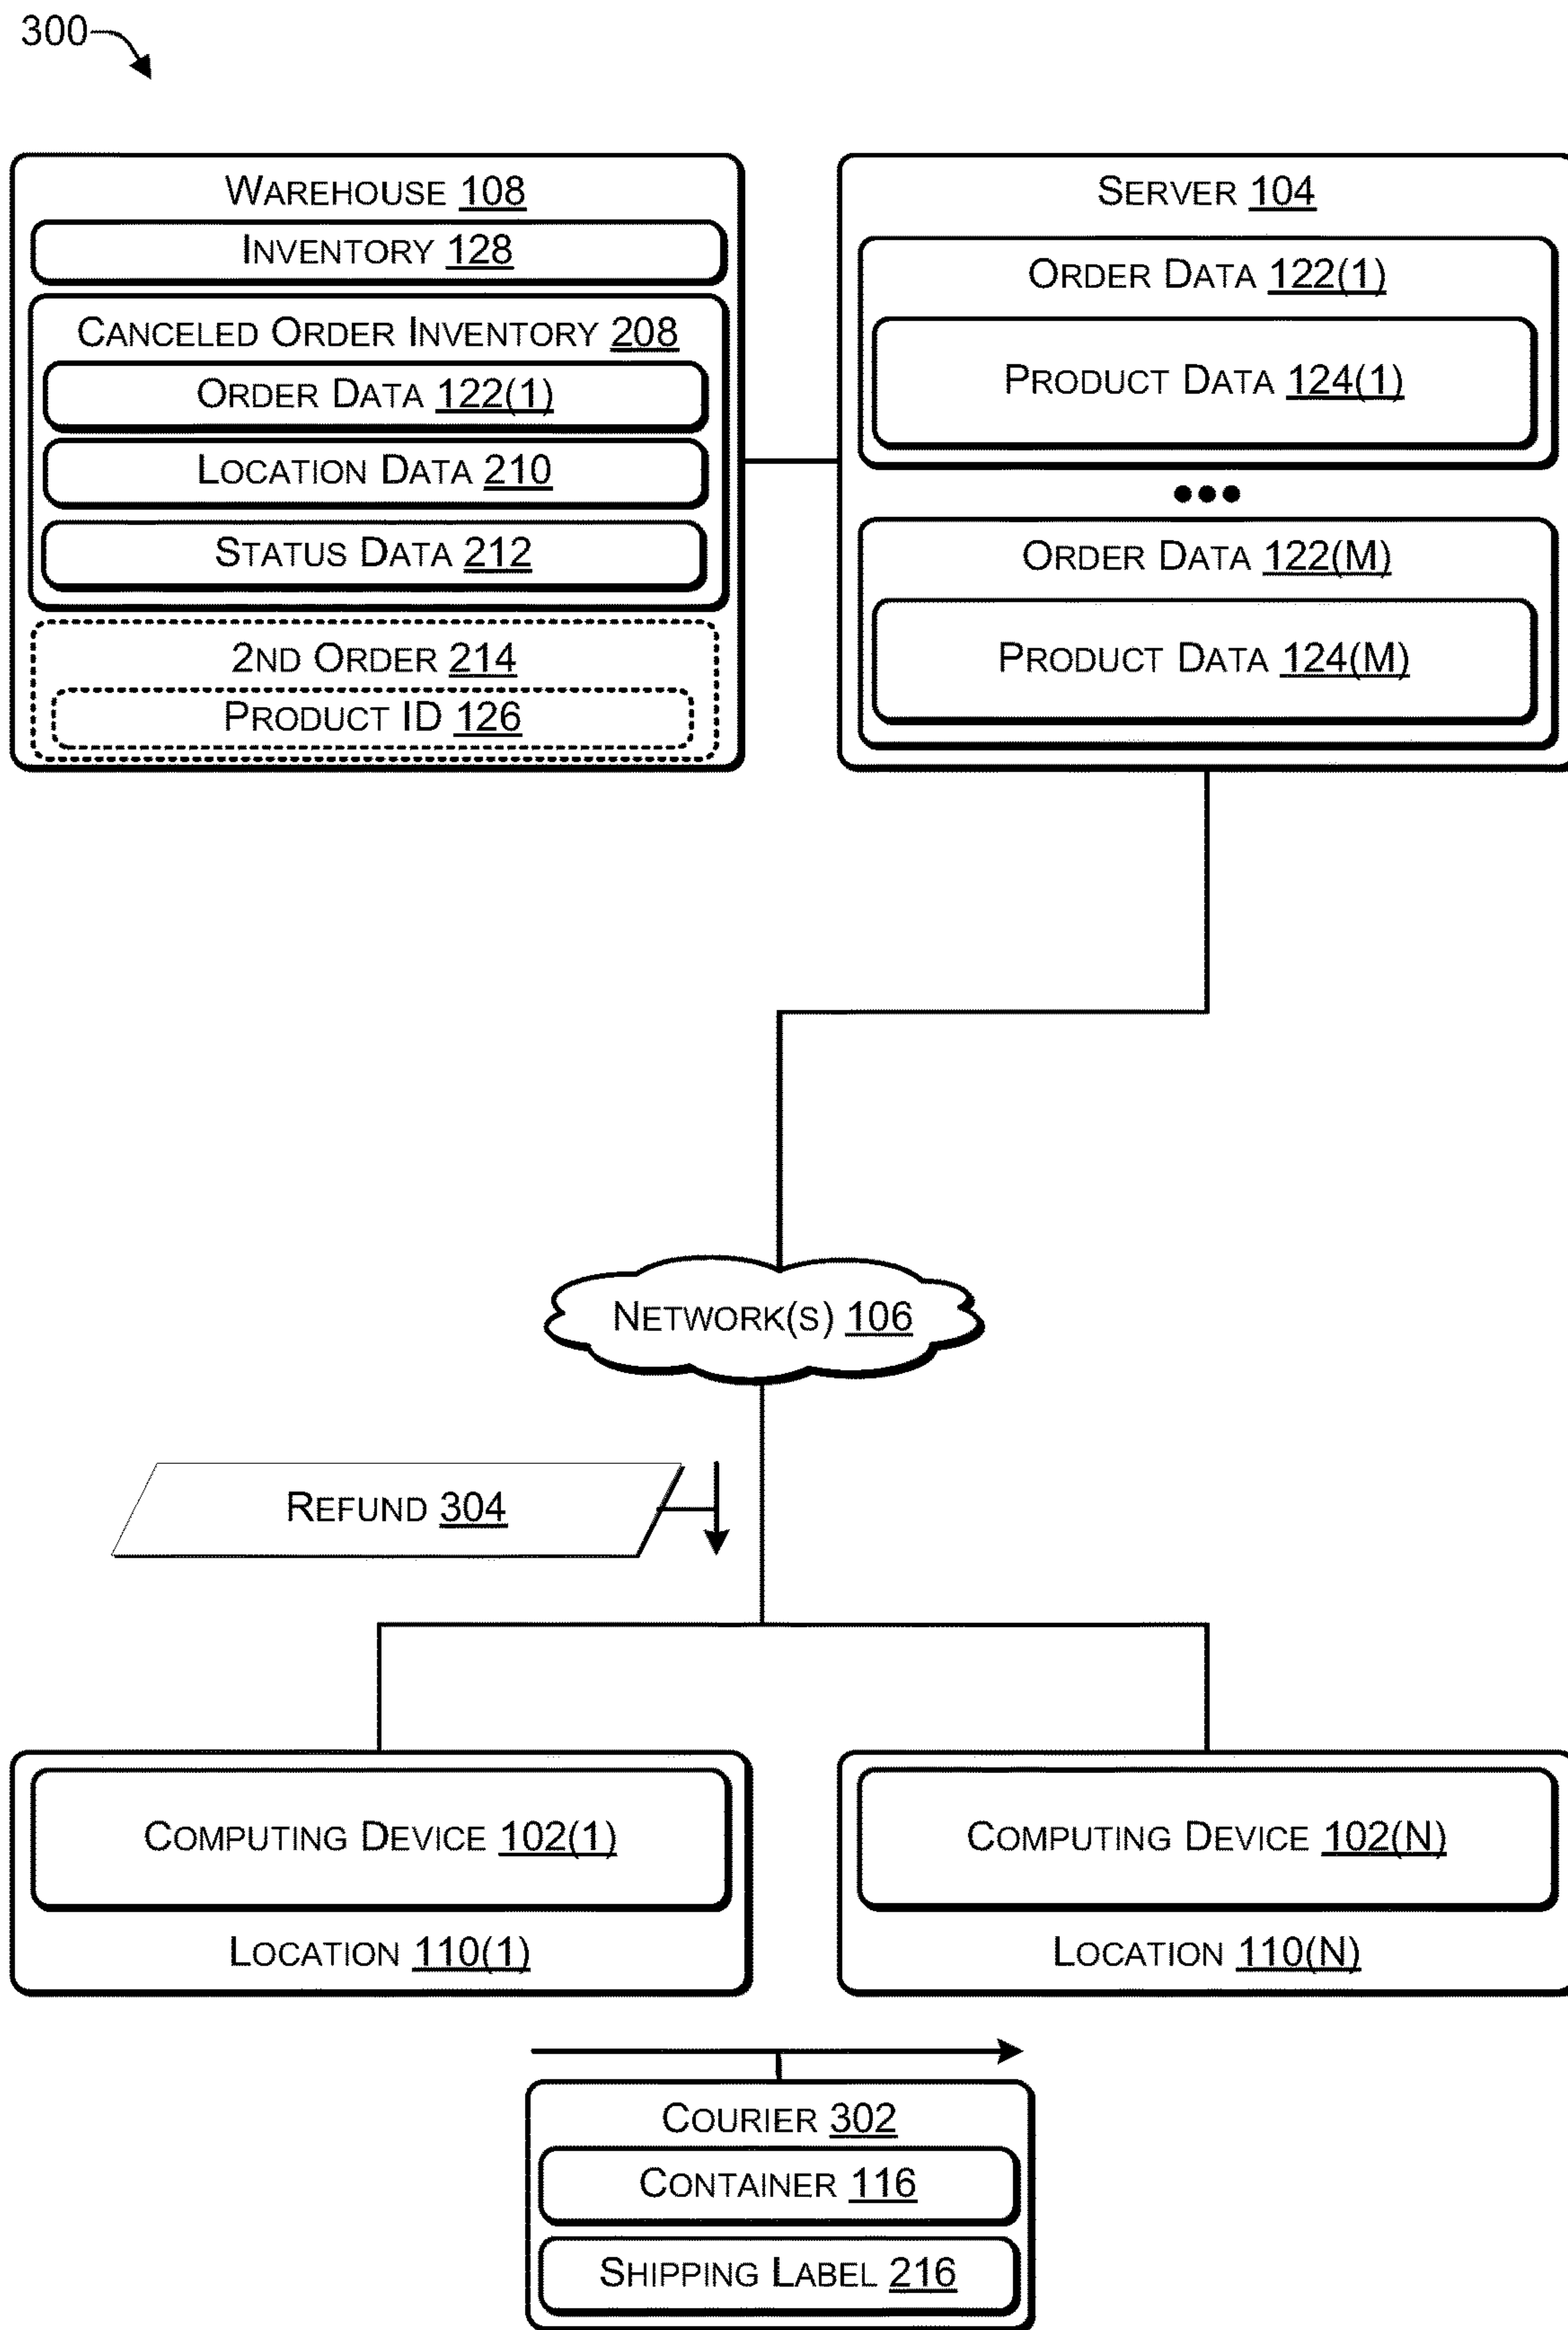 300
WAREHOUSE 108
INVENTORY 128
CANCELED ORDER INVENTORY 208
ORDER DATA 122(1)
LOCATION DATA 210
STATUS DATA 212
2ND ORDER 214
PRODUCT ID 126
SERVER 104
ORDER DATA 122(1)
PRODUCT DATA 124(1)
•••
ORDER DATA 122(M)
PRODUCT DATA 124(M)
NETWORK(S) 106
REFUND 304
COMPUTING DEVICE 102(1)
LOCATION 110(1)
COMPUTING DEVICE 102(N)
LOCATION 110(N)
COURIER 302
CONTAINER 116
SHIPPING LABEL 216